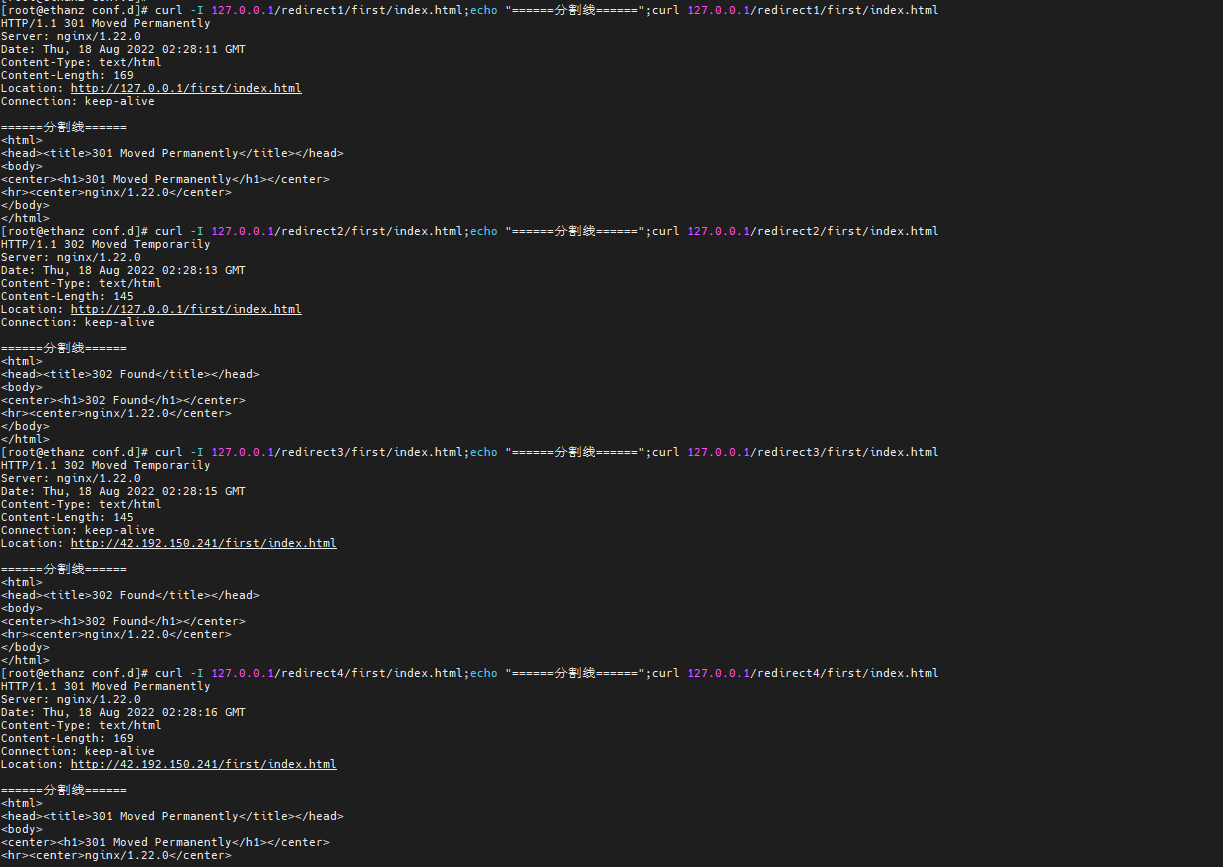 [root@ethanz conf.d]# curl -I 127.0.0.1/redirect1/first/index.html;echo "======分割线======";curl 127.0.0.1/redirect1/first/index.html
HTTP/1.1 301 Moved Permanently
Server: nginx/1.22.0
Date: Thu, 18 Aug 2022 02:28:11 GMT
Content-Type: text/html
Content-Length: 169
Location: http://127.0.0.1/first/index.html
Connection: keep-alive

======分割线======
<html>
<head><title>301 Moved Permanently</title></head>
<body>
<center><h1>301 Moved Permanently</h1></center>
<hr><center>nginx/1.22.0</center>
</body>
</html>
[root@ethanz conf.d]# curl -I 127.0.0.1/redirect2/first/index.html;echo "======分割线======";curl 127.0.0.1/redirect2/first/index.html
HTTP/1.1 302 Moved Temporarily
Server: nginx/1.22.0
Date: Thu, 18 Aug 2022 02:28:13 GMT
Content-Type: text/html
Content-Length: 145
Location: http://127.0.0.1/first/index.html
Connection: keep-alive

======分割线======
<html>
<head><title>302 Found</title></head>
<body>
<center><h1>302 Found</h1></center>
<hr><center>nginx/1.22.0</center>
</body>
</html>
[root@ethanz conf.d]# curl -I 127.0.0.1/redirect3/first/index.html;echo "======分割线======";curl 127.0.0.1/redirect3/first/index.html
HTTP/1.1 302 Moved Temporarily
Server: nginx/1.22.0
Date: Thu, 18 Aug 2022 02:28:15 GMT
Content-Type: text/html
Content-Length: 145
Connection: keep-alive
Location: http://42.192.150.241/first/index.html

======分割线======
<html>
<head><title>302 Found</title></head>
<body>
<center><h1>302 Found</h1></center>
<hr><center>nginx/1.22.0</center>
</body>
</html>
[root@ethanz conf.d]# curl -I 127.0.0.1/redirect4/first/index.html;echo "======分割线======";curl 127.0.0.1/redirect4/first/index.html
HTTP/1.1 301 Moved Permanently
Server: nginx/1.22.0
Date: Thu, 18 Aug 2022 02:28:16 GMT
Content-Type: text/html
Content-Length: 169
Connection: keep-alive
Location: http://42.192.150.241/first/index.html

======分割线======
<html>
<head><title>301 Moved Permanently</title></head>
<body>
<center><h1>301 Moved Permanently</h1></center>
<hr><center>nginx/1.22.0</center>